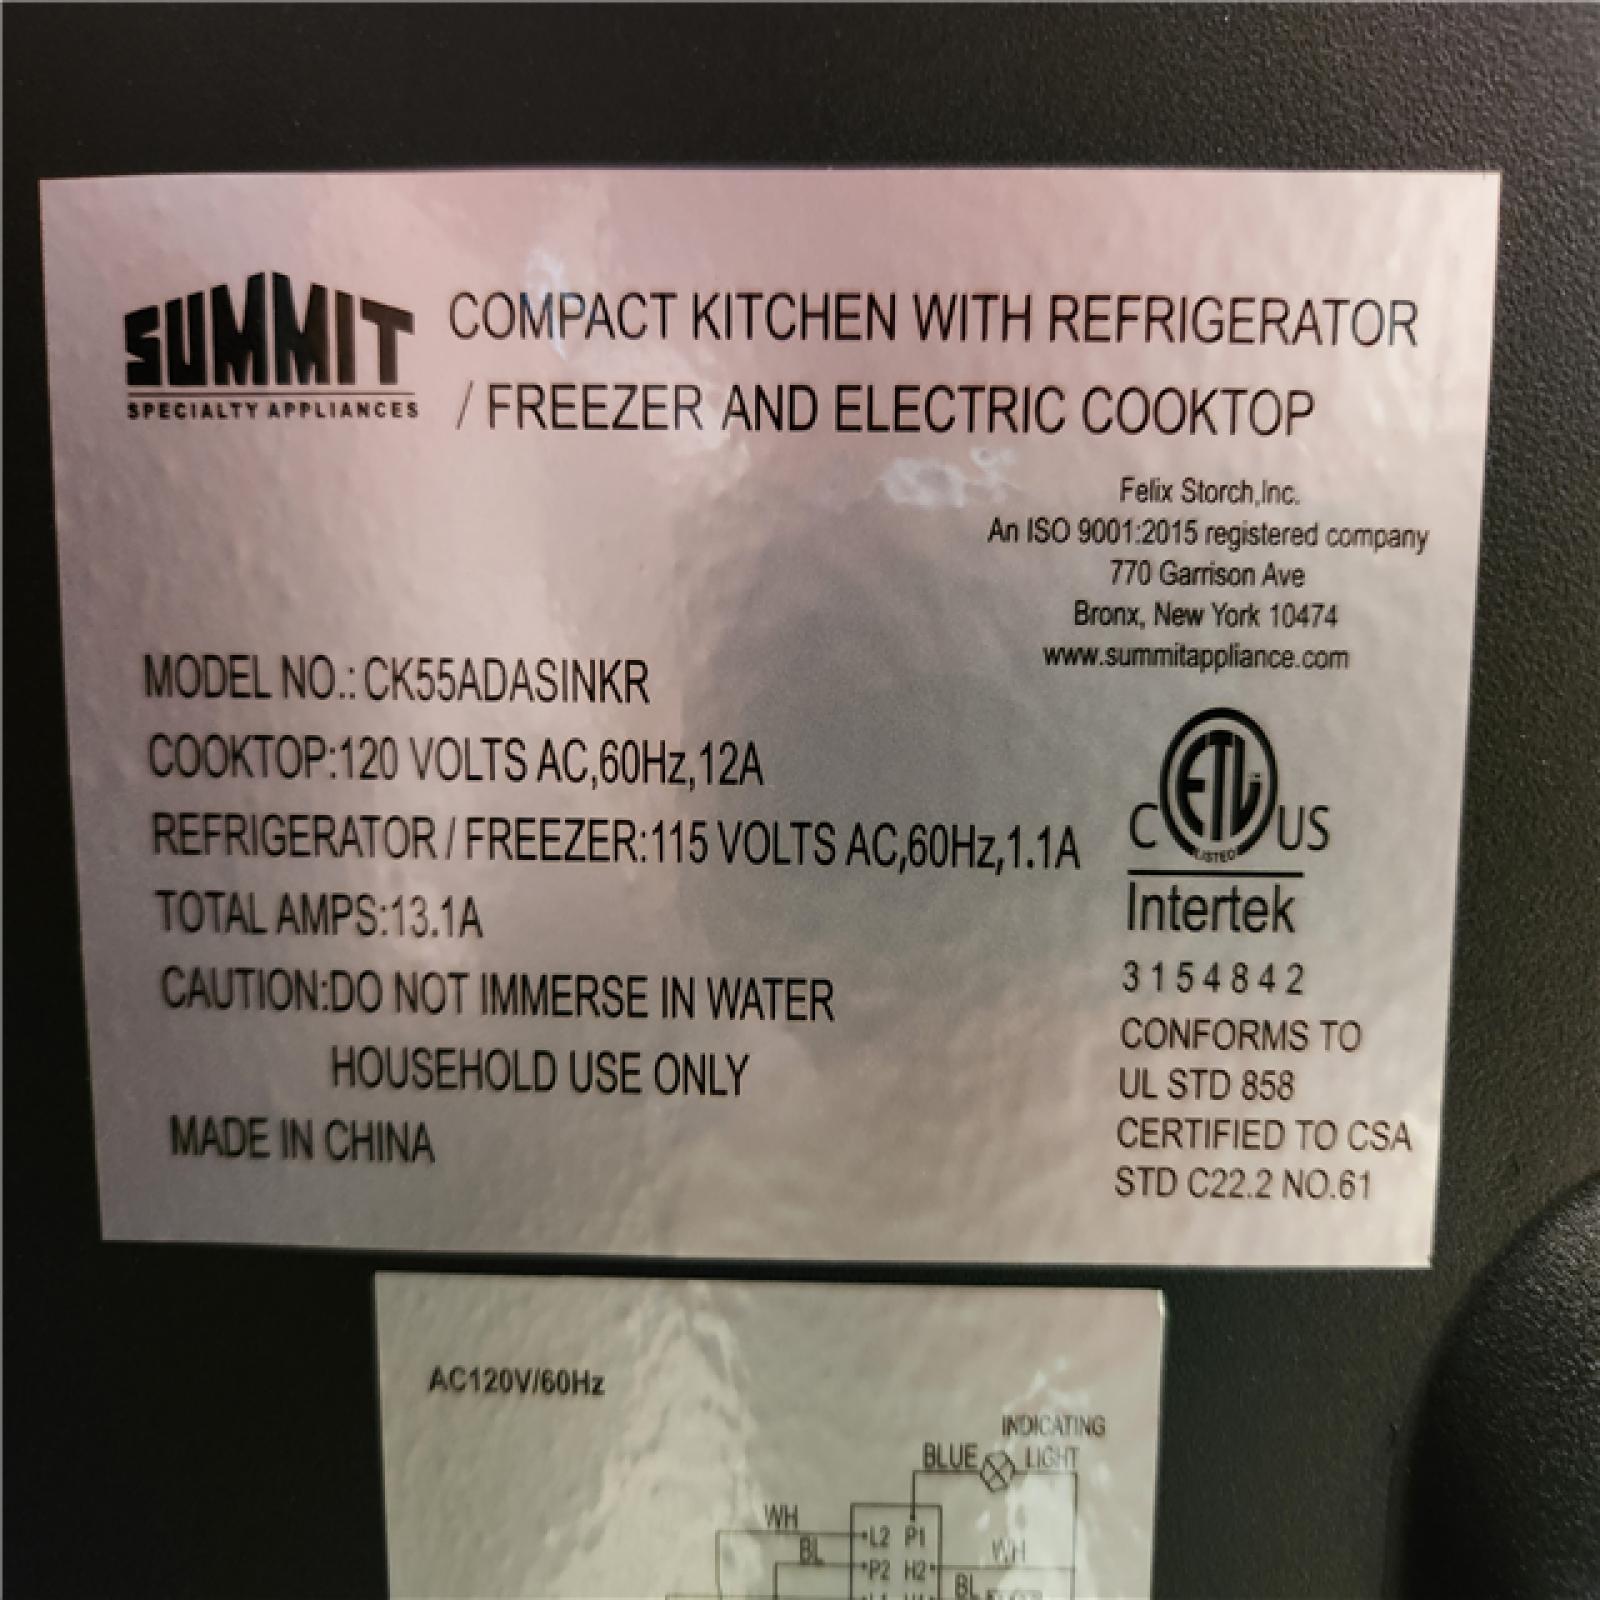 SUMMIT
SPECIALTY APPLIANCES
COMPACT KITCHEN WITH REFRIGERATOR
/ FREEZER AND ELECTRIC COOKTOP
Felix Storch,Inc.
An ISO 9001:2015 registered company
770 Garrison Ave
Bronx, New York 10474
www.summitappliance.com
MODEL NO.: CK55ADASINKR
COOKTOP:120 VOLTS AC,60Hz,12A
REFRIGERATOR / FREEZER:115 VOLTS AC,60Hz,1.1A
TOTAL AMPS:13.1A
CAUTION:DO NOT IMMERSE IN WATER
HOUSEHOLD USE ONLY
MADE IN CHINA
ETL
C US
LISTED
Intertek
3154842
CONFORMS TO
UL STD 858
CERTIFIED TO CSA
STD C22.2 NO.61
AC120V/60Hz
INDICATING
BLUE LIGHT
WH
L2 P1
BL WH
P2 H2
BL